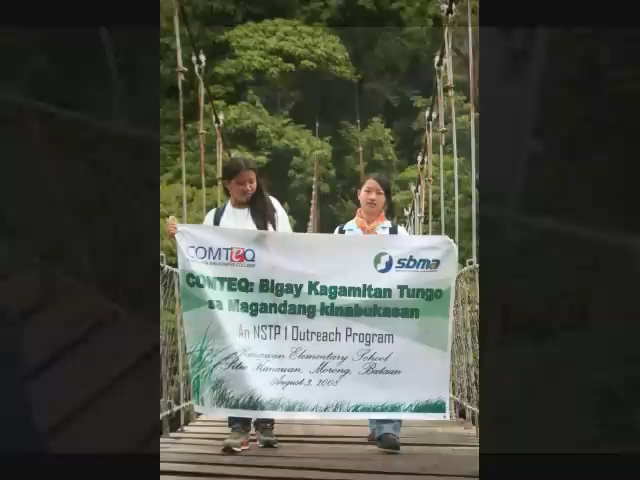 COMTEQ
sbma
COMTEQ: Bigay Kagamitan Tungo
sa Magandang kinabukasan
An NSTP I Outreach Program
Kanawan Elementary School
Sitio Kanawan, Morong, Bataan
August 3, 2008